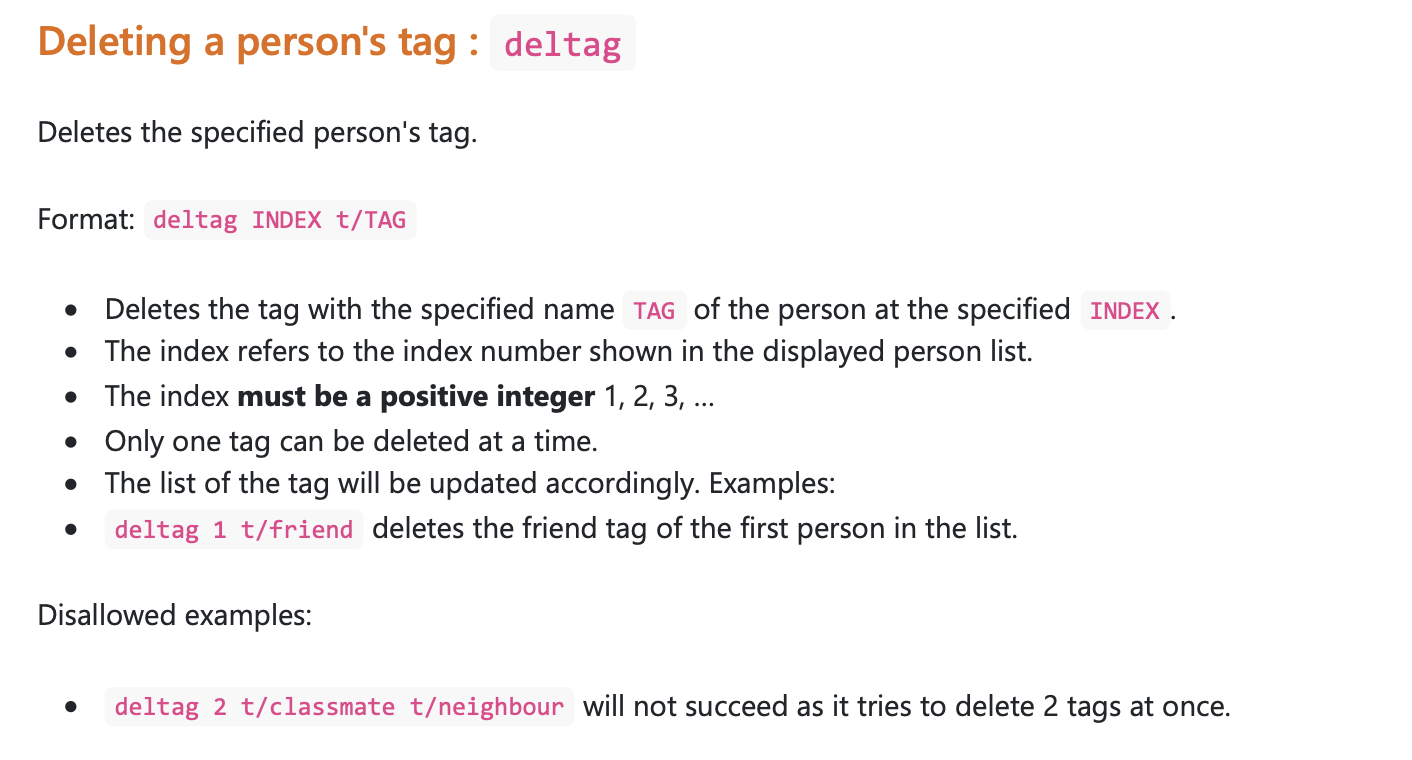 Deleting a person's tag : deltag
Deletes the specified person's tag.
Format: deltag INDEX t/TAG
• Deletes the tag with the specified name TAG of the person at the specified INDEX.
• The index refers to the index number shown in the displayed person list.
• The index must be a positive integer 1, 2, 3, …
• Only one tag can be deleted at a time.
• The list of the tag will be updated accordingly. Examples:
• deltag 1 t/friend deletes the friend tag of the first person in the list.
Disallowed examples:
• deltag 2 t/classmate t/neighbour will not succeed as it tries to delete 2 tags at once.